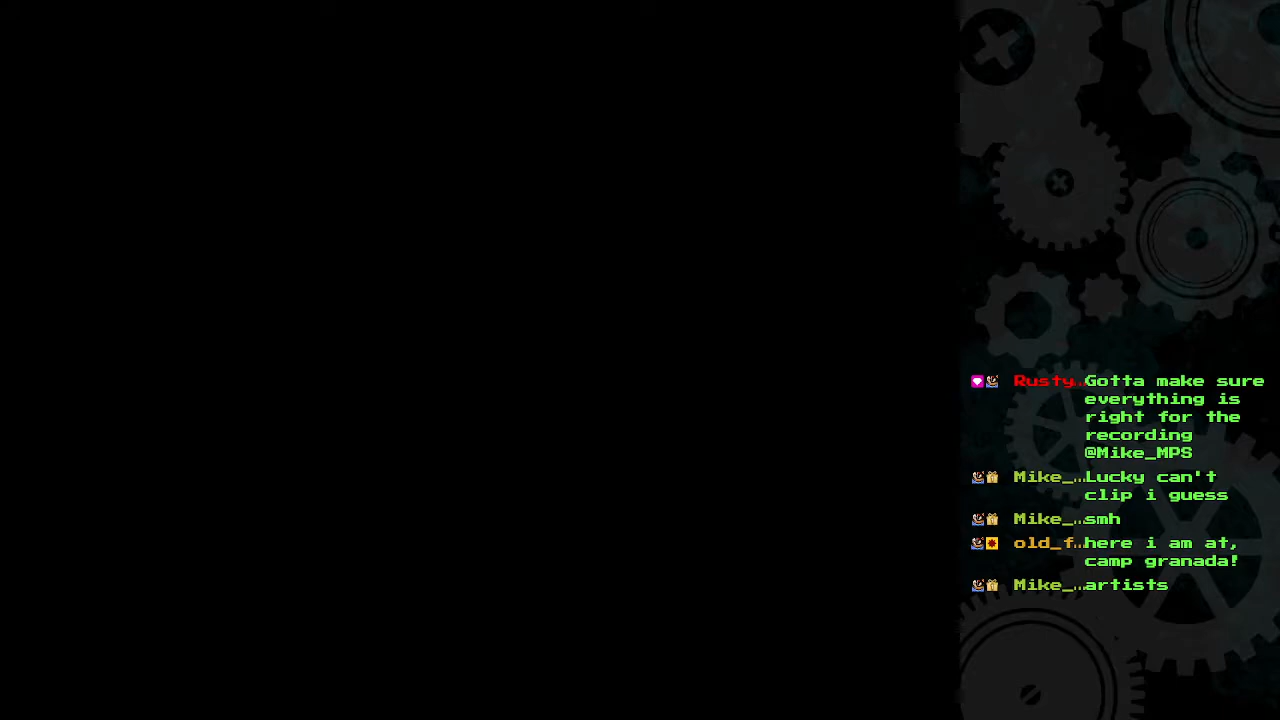 Rusty…Gotta make sure
everything is
right for the
recording
@Mike_MPS
Mike_…Lucky can't
clip i guess
Mike_…smh
old_f…here i am at,
camp granada!
Mike_…artists